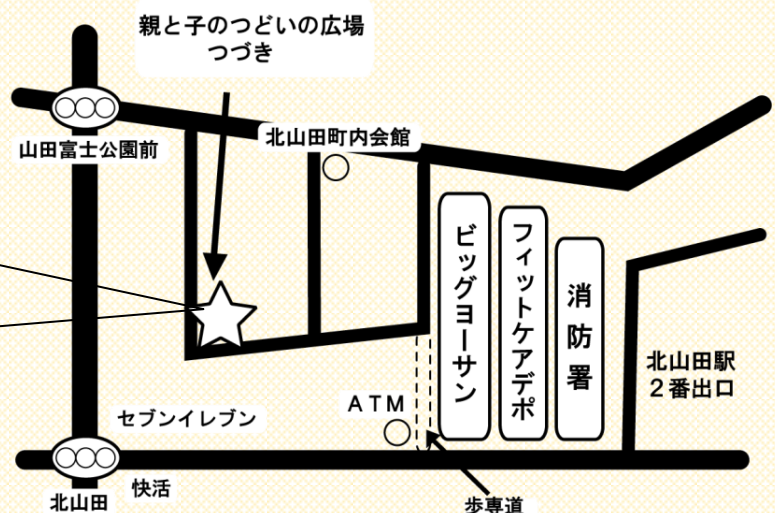 親と子のつどいの広場
つづき
北山田町内会館
山田富士公園前
ビッグヨーサン
フィットケアデポ
消防署
北山田駅
2番出口
ATM
セブンイレブン
快活
北山田
歩専道